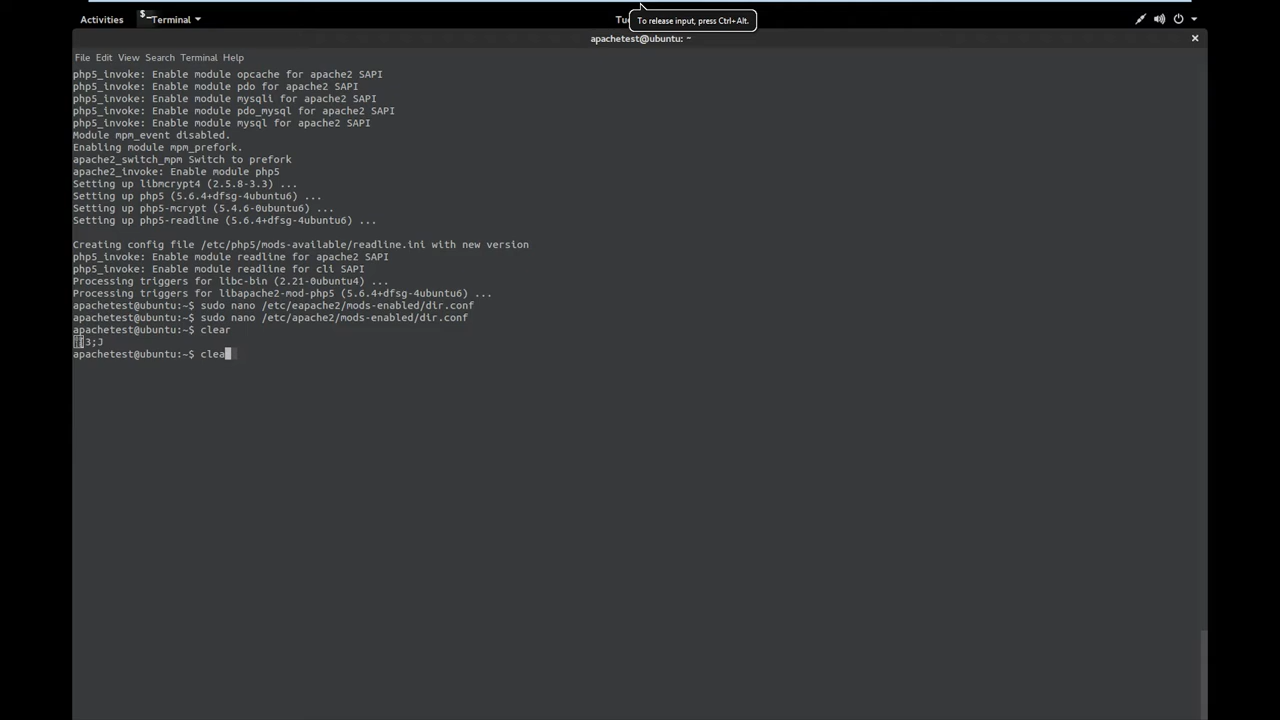 Activities Terminal Tu
To release input, press Ctrl+Alt.
apachetest@ubuntu: ~
File Edit View Search Terminal Help
php5_invoke: Enable module opcache for apache2 SAPI
php5_invoke: Enable module pdo for apache2 SAPI
php5_invoke: Enable module mysqli for apache2 SAPI
php5_invoke: Enable module pdo_mysql for apache2 SAPI
php5_invoke: Enable module mysql for apache2 SAPI
Module mpm_event disabled.
Enabling module mpm_prefork.
apache2_switch_mpm Switch to prefork
apache2_invoke: Enable module php5
Setting up libmcrypt4 (2.5.8-3.3) ...
Setting up php5 (5.6.4+dfsg-4ubuntu6) ...
Setting up php5-mcrypt (5.4.6-0ubuntu6) ...
Setting up php5-readline (5.6.4+dfsg-4ubuntu6) ...
Creating config file /etc/php5/mods-available/readline.ini with new version
php5_invoke: Enable module readline for apache2 SAPI
php5_invoke: Enable module readline for cli SAPI
Processing triggers for libc-bin (2.21-0ubuntu4) ...
Processing triggers for libapache2-mod-php5 (5.6.4+dfsg-4ubuntu6) ...
apachetest@ubuntu:~$ sudo nano /etc/eapache2/mods-enabled/dir.conf
apachetest@ubuntu:~$ sudo nano /etc/apache2/mods-enabled/dir.conf
apachetest@ubuntu:~$ clear
3;J
apachetest@ubuntu:~$ clea